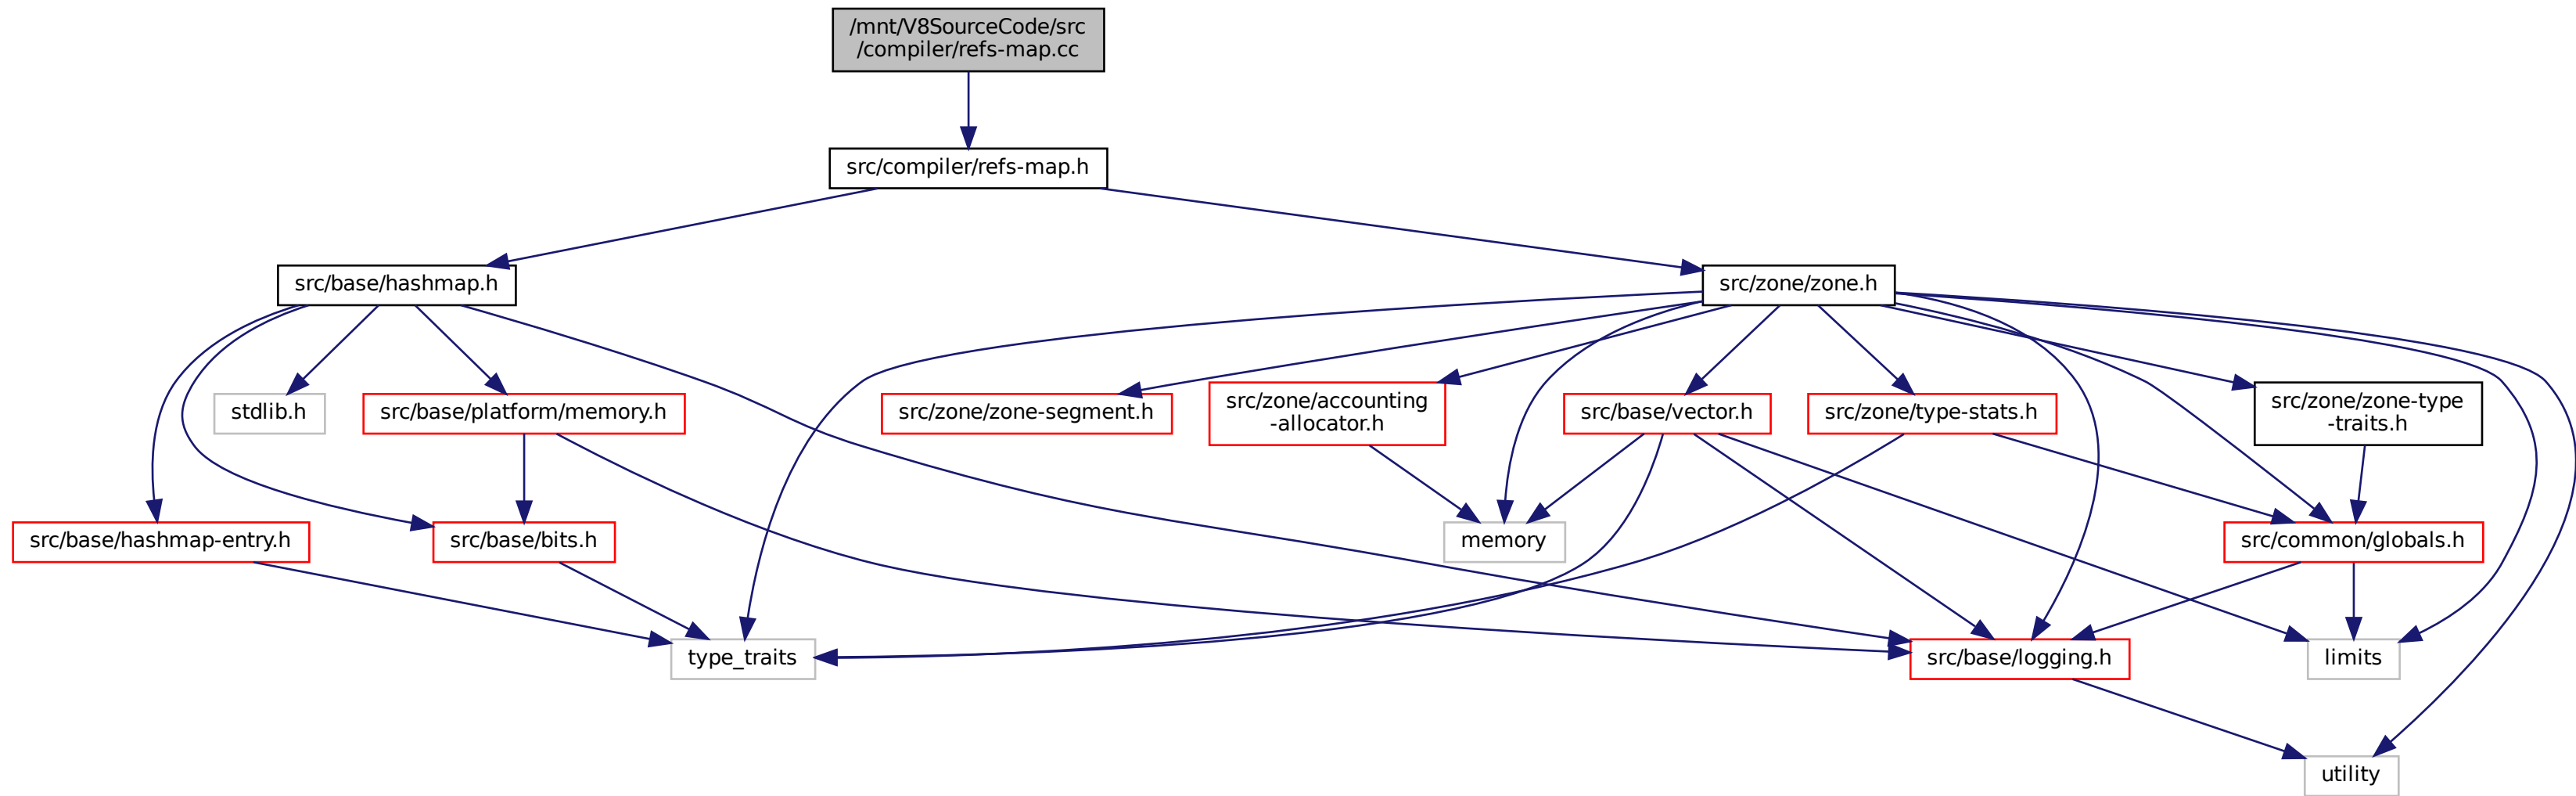 /mnt/V8SourceCode/src
/compiler/refs-map.cc
src/compiler/refs-map.h
src/base/hashmap.h
src/zone/zone.h
stdlib.h
src/base/platform/memory.h
src/zone/zone-segment.h
src/zone/accounting
-allocator.h
src/base/vector.h
src/zone/type-stats.h
src/zone/zone-type
-traits.h
src/base/hashmap-entry.h
src/base/bits.h
memory
src/common/globals.h
type_traits
src/base/logging.h
limits
utility